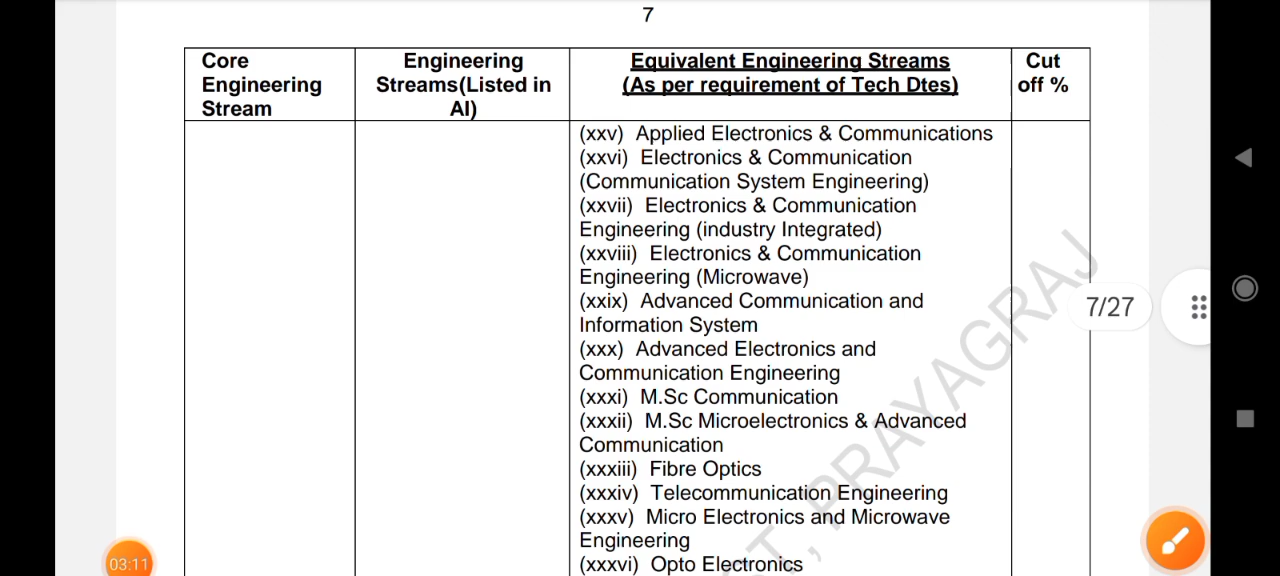 7
Core
Engineering
Stream
Engineering
Streams(Listed in
AI)
Equivalent Engineering Streams
(As per requirement of Tech Dtes)
Cut
off %
(xxv) Applied Electronics & Communications
(xxvi) Electronics & Communication
(Communication System Engineering)
(xxvii) Electronics & Communication
Engineering (industry Integrated)
(xxviii) Electronics & Communication
Engineering (Microwave)
(xxix) Advanced Communication and
Information System
(xxx) Advanced Electronics and
Communication Engineering
(xxxi) M.Sc Communication
(xxxii) M.Sc Microelectronics & Advanced
Communication
(xxxiii) Fibre Optics
(xxxiv) Telecommunication Engineering
(xxxv) Micro Electronics and Microwave
Engineering
(xxxvi) Opto Electronics
, PRAYAGRAJ
7/27
03:11